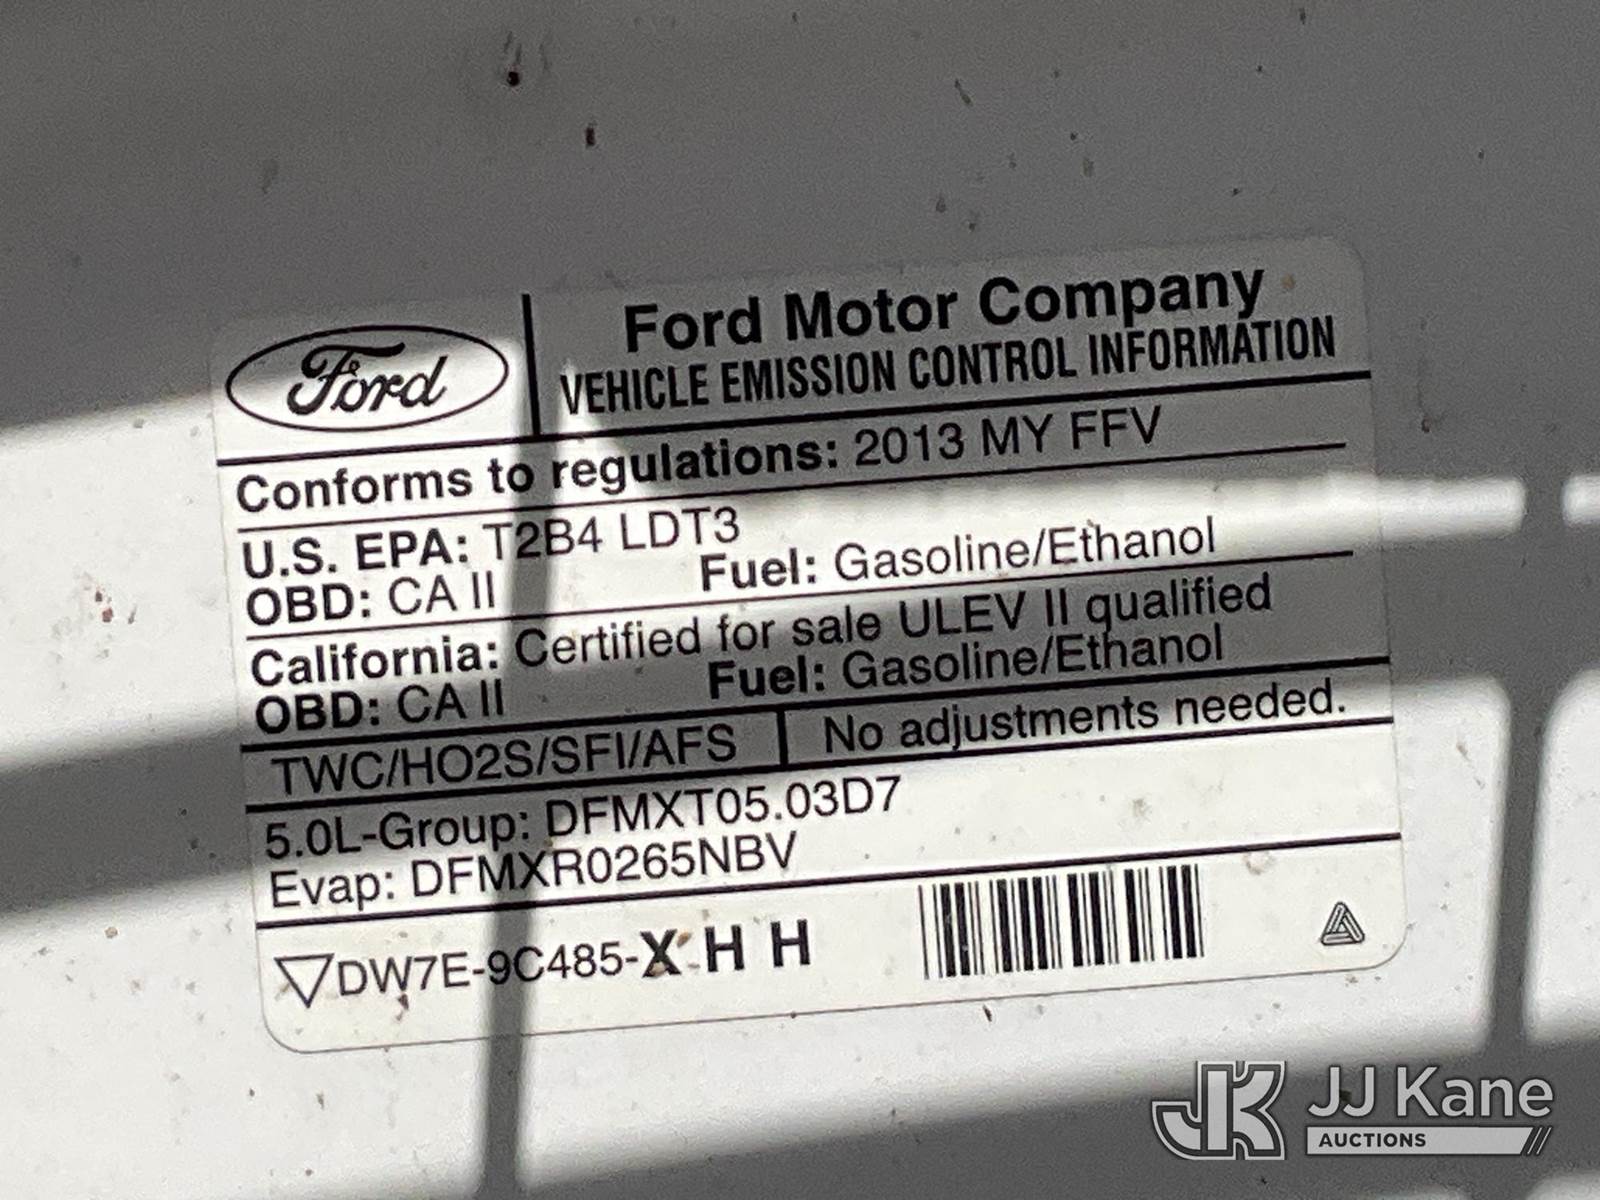 Ford
Ford Motor Company
VEHICLE EMISSION CONTROL INFORMATION
Conforms to regulations: 2013 MY FFV
U.S. EPA: T2B4 LDT3
OBD: CA II Fuel: Gasoline/Ethanol
California: Certified for sale ULEV II qualified
OBD: CA II Fuel: Gasoline/Ethanol
TWC/HO2S/SFI/AFS No adjustments needed.
5.0L-Group: DFMXT05.03D7
Evap: DFMXR0265NBV
DW7E-9C485-X H H
JK JJ Kane
AUCTIONS